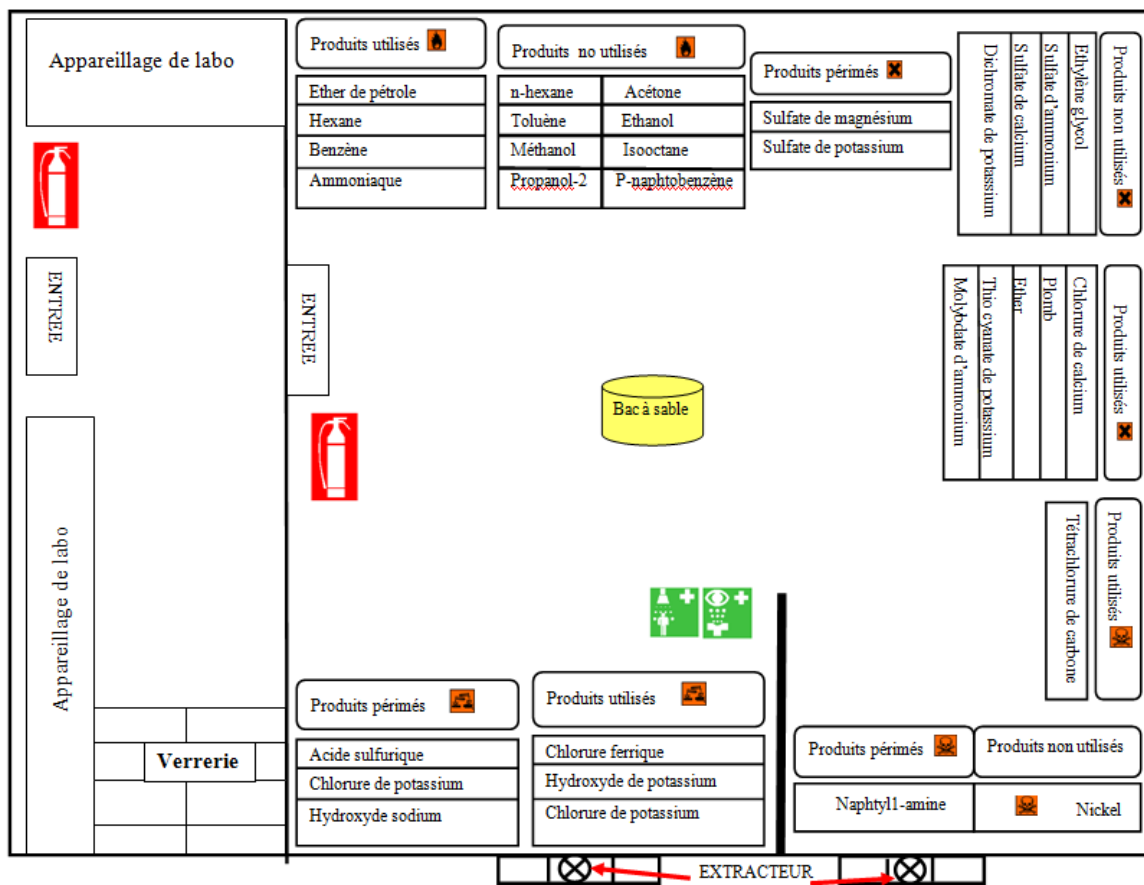 Appareillage de labo
ENTREE
Appareillage de labo
Verrerie
ENTREE
Produits utilisés
Ether de pétrole
Hexane
Benzène
Ammoniaque
Produits no utilisés
n-hexane Acétone
Toluène Ethanol
Méthanol Isooctane
Propanol-2 P-naphtobenzène
Produits périmés
Sulfate de magnésium
Sulfate de potassium
Produits non utilisés
Ethylène glycol
Sulfate d'ammonium
Sulfate de calcium
Dichromate de potassium
Produits utilisés
Chlorure de calcium
Plomb
Ether
Thio cyanate de potassium
Molybdate d'ammonium
Bac à sable
Produits utilisés
Tétrachlorure de carbone
Produits périmés
Acide sulfurique
Chlorure de potassium
Hydroxyde sodium
Produits utilisés
Chlorure ferrique
Hydroxyde de potassium
Chlorure de potassium
Produits périmés
Naphtyl1-amine
Produits non utilisés
Nickel
EXTRACTEUR